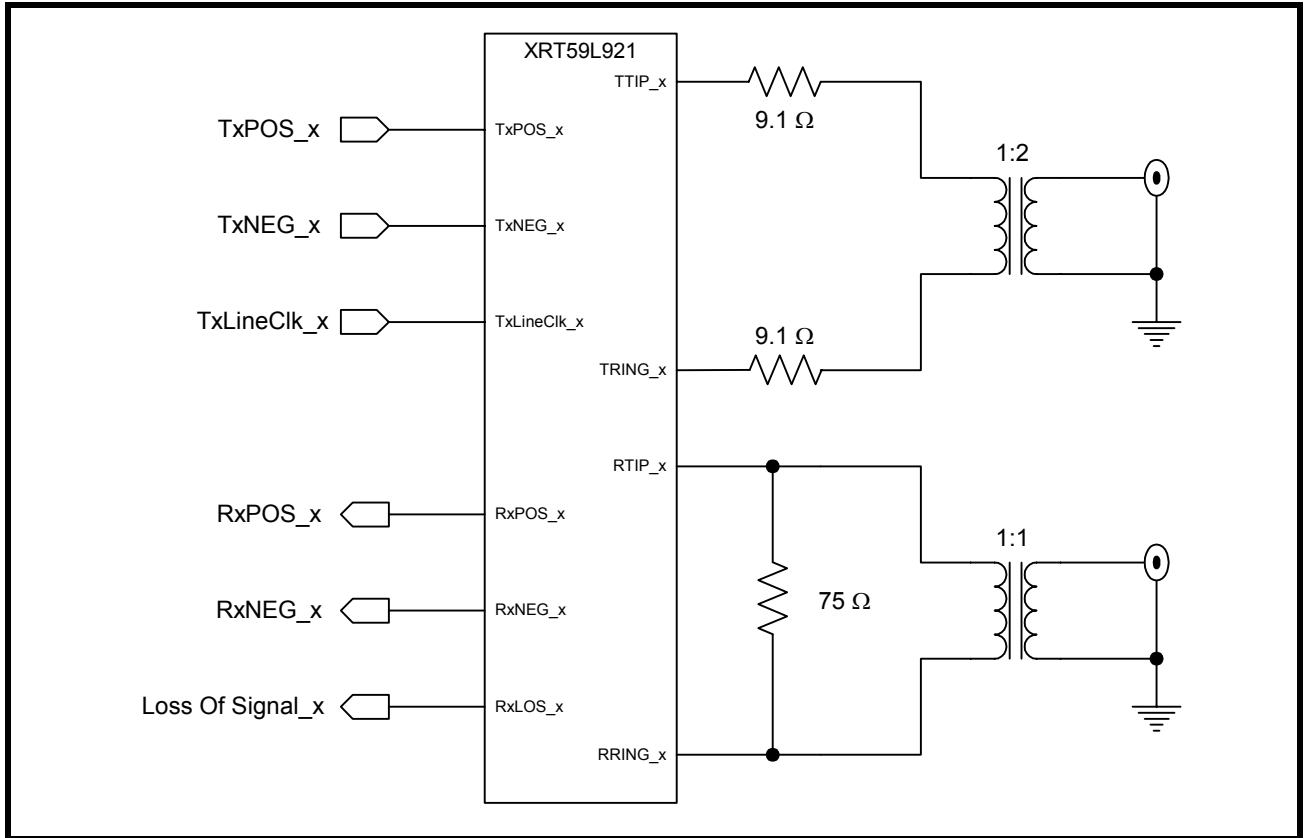 XRT59L921
TTIP_x
9.1 Ω
TxPOS_x
TxPOS_x
1:2
TxNEG_x
TxNEG_x
TxLineClk_x
TxLineClk_x
9.1 Ω
TRING_x
RTIP_x
RxPOS_x
RxPOS_x
1:1
75 Ω
RxNEG_x
RxNEG_x
Loss Of Signal_x
RxLOS_x
RRING_x